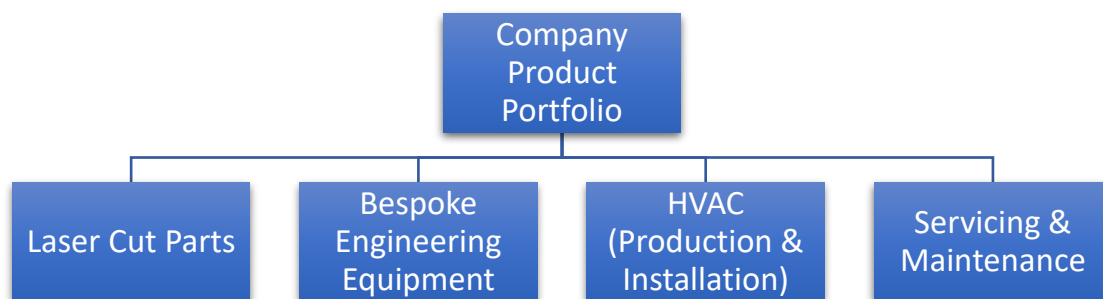 Company
Product
Portfolio
Laser Cut Parts
Bespoke
Engineering
Equipment
HVAC
(Production &
Installation)
Servicing &
Maintenance